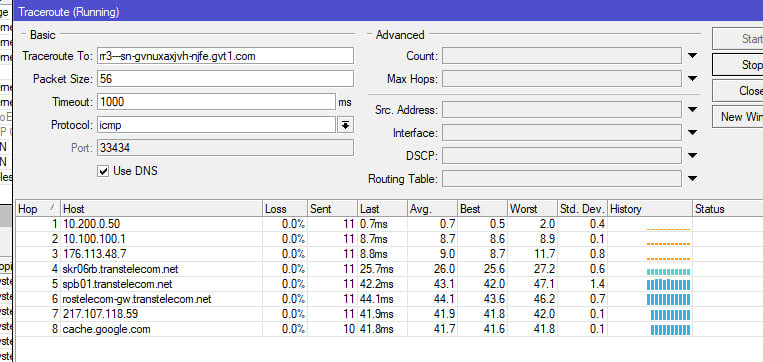 Traceroute (Running)
Basic
Advanced
Traceroute To: rr3---sn-gvnuxaxjvh-njfe.gvt1.com
Count:
Start
Packet Size: 56
Max Hops:
Stop
Timeout: 1000 ms
Src. Address:
Close
Protocol: icmp
Interface:
New Win
Port: 33434
DSCP:
Use DNS
Routing Table:
Hop Host Loss Sent Last Avg. Best Worst Std. Dev. History Status
1 10.200.0.50 0.0% 11 0.7ms 0.7 0.5 2.0 0.4
2 10.100.100.1 0.0% 11 8.7ms 8.7 8.6 8.9 0.1
3 176.113.48.7 0.0% 11 8.8ms 9.0 8.7 11.7 0.8
4 skr06rb.transtelecom.net 0.0% 11 25.7ms 26.0 25.6 27.2 0.6
5 spb01.transtelecom.net 0.0% 11 42.2ms 43.1 42.0 47.1 1.4
6 rostelecom-gw.transtelecom.net 0.0% 11 44.1ms 44.1 43.6 46.2 0.7
7 217.107.118.59 0.0% 11 41.9ms 41.9 41.8 42.0 0.1
8 cache.google.com 0.0% 10 41.8ms 41.7 41.6 41.8 0.1